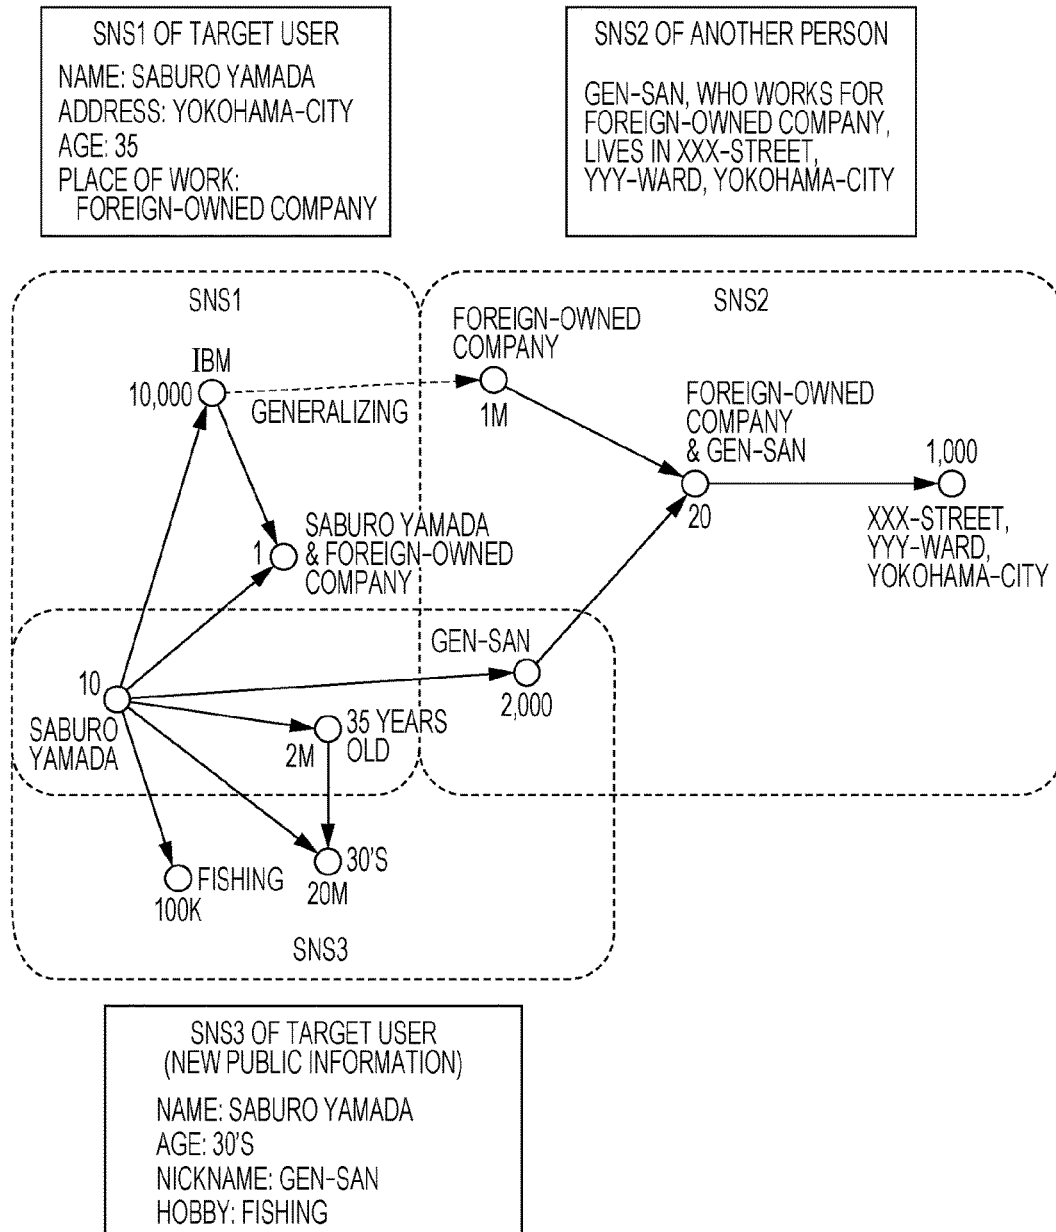 SNS1 OF TARGET USER
NAME: SABURO YAMADA
ADDRESS: YOKOHAMA-CITY
AGE: 35
PLACE OF WORK:
FOREIGN-OWNED COMPANY
SNS2 OF ANOTHER PERSON
GEN-SAN, WHO WORKS FOR
FOREIGN-OWNED COMPANY,
LIVES IN XXX-STREET,
YYY-WARD, YOKOHAMA-CITY
SNS1
SNS2
IBM
10,000
GENERALIZING
FOREIGN-OWNED
COMPANY
1M
FOREIGN-OWNED
COMPANY
& GEN-SAN
20
1,000
XXX-STREET,
YYY-WARD,
YOKOHAMA-CITY
1
SABURO YAMADA
& FOREIGN-OWNED
COMPANY
GEN-SAN
2,000
10
SABURO
YAMADA
35 YEARS
OLD
2M
30'S
20M
FISHING
100K
SNS3
SNS3 OF TARGET USER
(NEW PUBLIC INFORMATION)
NAME: SABURO YAMADA
AGE: 30'S
NICKNAME: GEN-SAN
HOBBY: FISHING